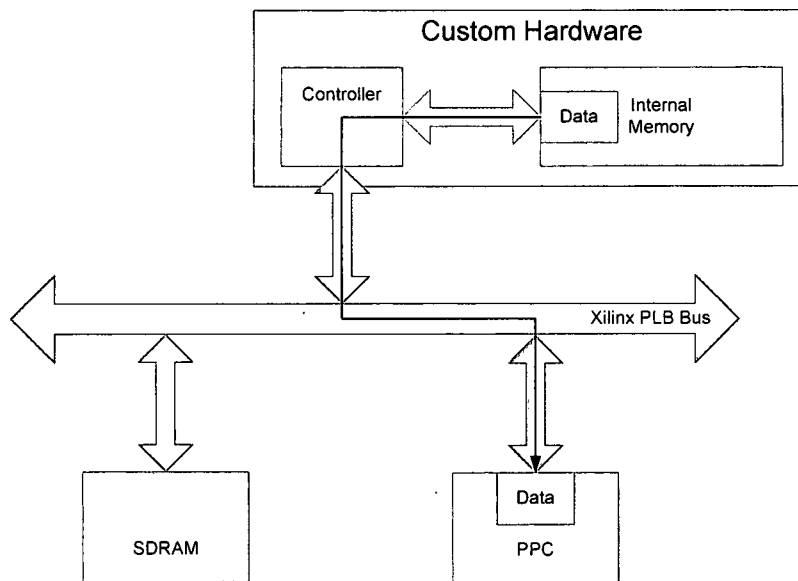 Custom Hardware
Controller
Data
Internal
Memory
Xilinx PLB Bus
SDRAM
Data
PPC